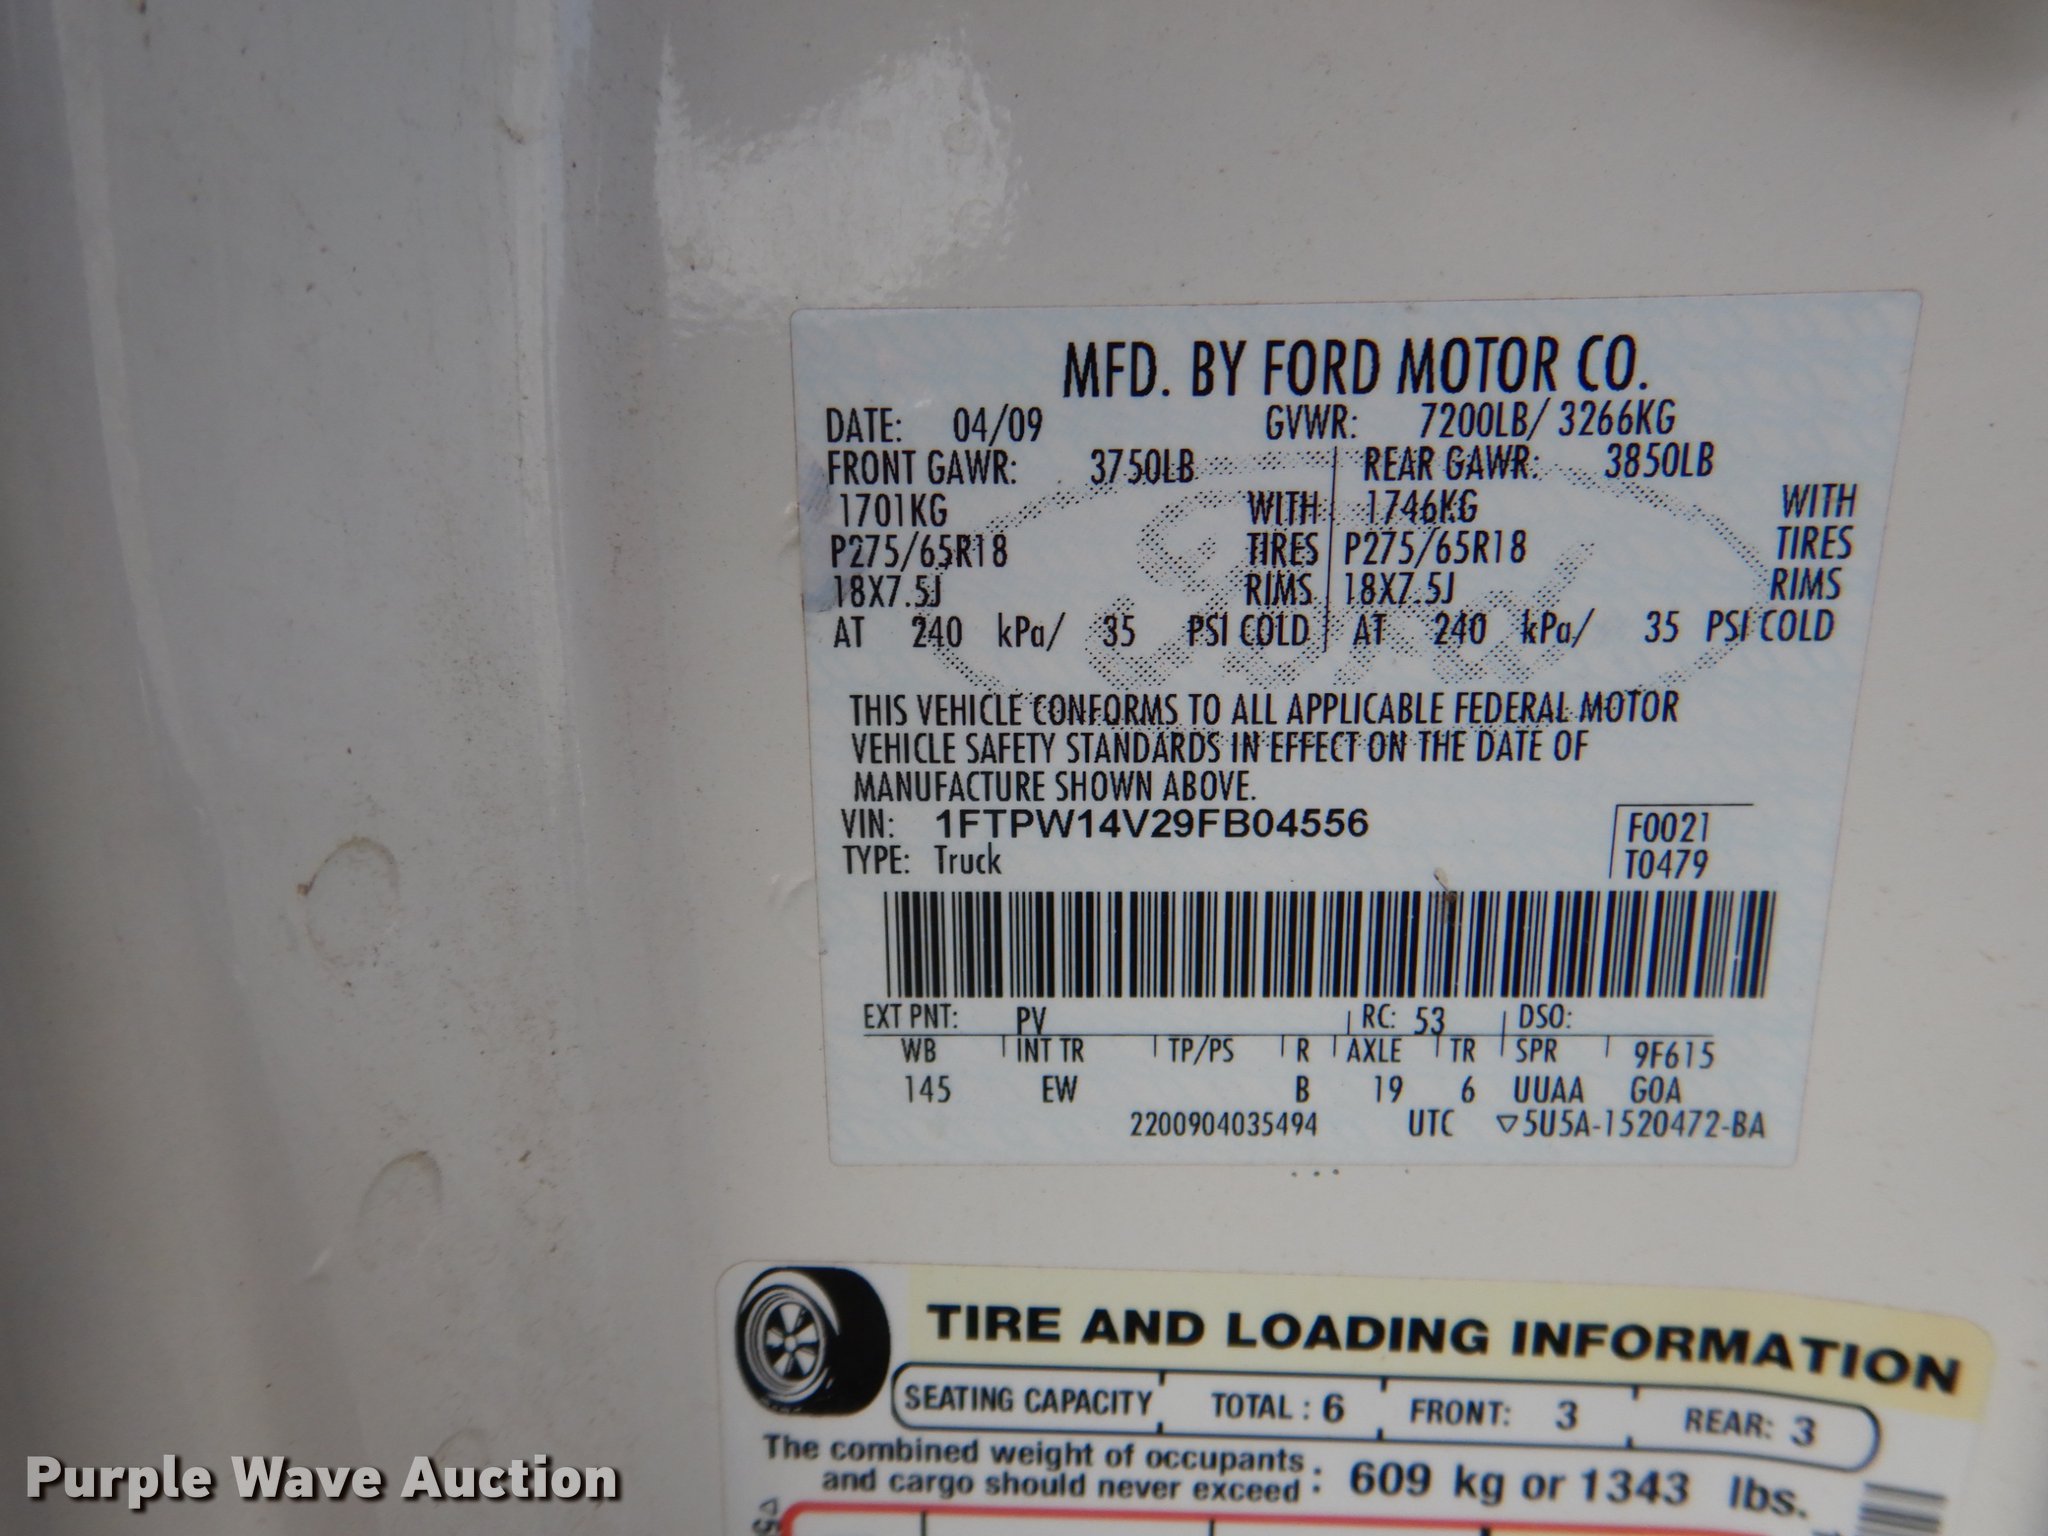 MFD. BY FORD MOTOR CO.
DATE: 04/09 GVWR: 7200LB/ 3266KG
FRONT GAWR: 3750LB REAR GAWR: 3850LB
1701KG WITH 1746KG WITH
P275/65R18 TIRES P275/65R18 TIRES
18X7.5J RIMS 18X7.5J RIMS
AT 240 kPa/ 35 PSI COLD AT 240 kPa/ 35 PSI COLD
THIS VEHICLE CONFORMS TO ALL APPLICABLE FEDERAL MOTOR
VEHICLE SAFETY STANDARDS IN EFFECT ON THE DATE OF
MANUFACTURE SHOWN ABOVE.
VIN: 1FTPW14V29FB04556 F0021
TYPE: Truck T0479
EXT PNT: PV RC: 53 DSO:
WB INT TR TP/PS R AXLE TR SPR 9F615
145 EW B 19 6 UUAA GOA
2200904035494 UTC ▽5U5A-1520472-BA
TIRE AND LOADING INFORMATION
SEATING CAPACITY TOTAL : 6 FRONT: 3 REAR: 3
The combined weight of occupants
and cargo should never exceed : 609 kg or 1343 lbs.
Purple Wave Auction